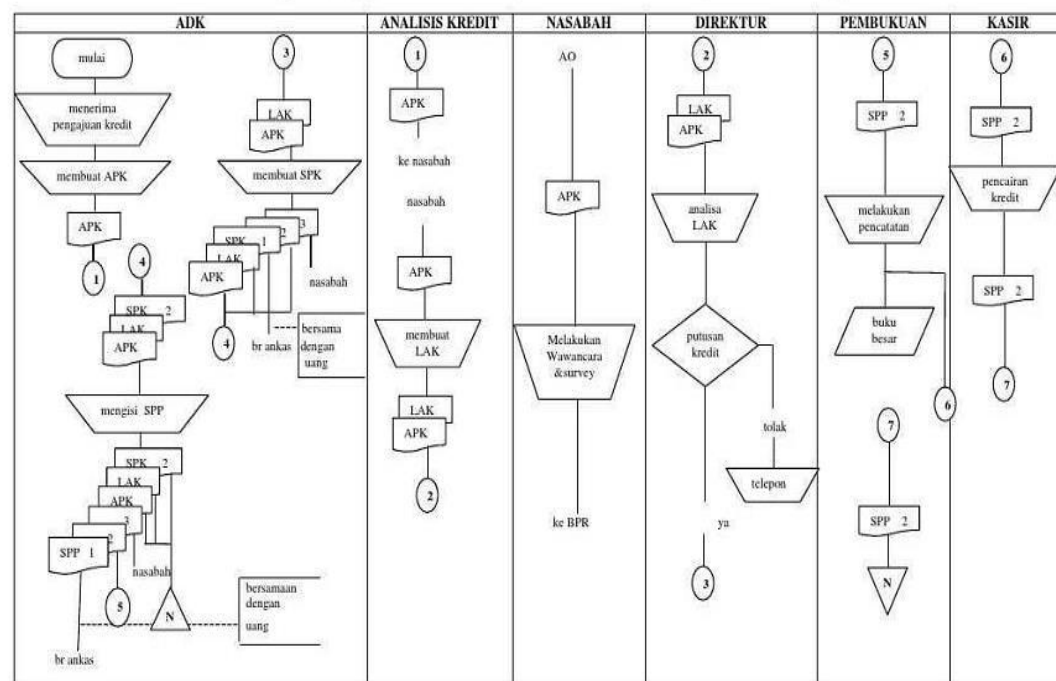 ADK
ANALISIS KREDIT
NASABAH
DIREKTUR
PEMBUKUAN
KASIR
mulai
menerima
pengajuan kredit
membuat APK
APK
1
3
LAK
APK
membuat SPK
3
2
SPK 1
LAK
APK
nasabah
4
br ankas
bersama
dengan
uang
4
SPK 2
LAK
APK
mengisi SPP
SPK 2
LAK
APK
3
2
SPP 1
nasabah
5
N
bersamaan
dengan
uang
br ankas
1
APK
ke nasabah
nasabah
APK
membuat
LAK
LAK
APK
2
AO
APK
Melakukan
Wawancara
&survey
ke BPR
2
LAK
APK
analisa
LAK
putusan
kredit
tolak
telepon
ya
3
5
SPP 2
melakukan
pencatatan
buku
besar
6
7
SPP 2
N
6
SPP 2
pencairan
kredit
SPP 2
7